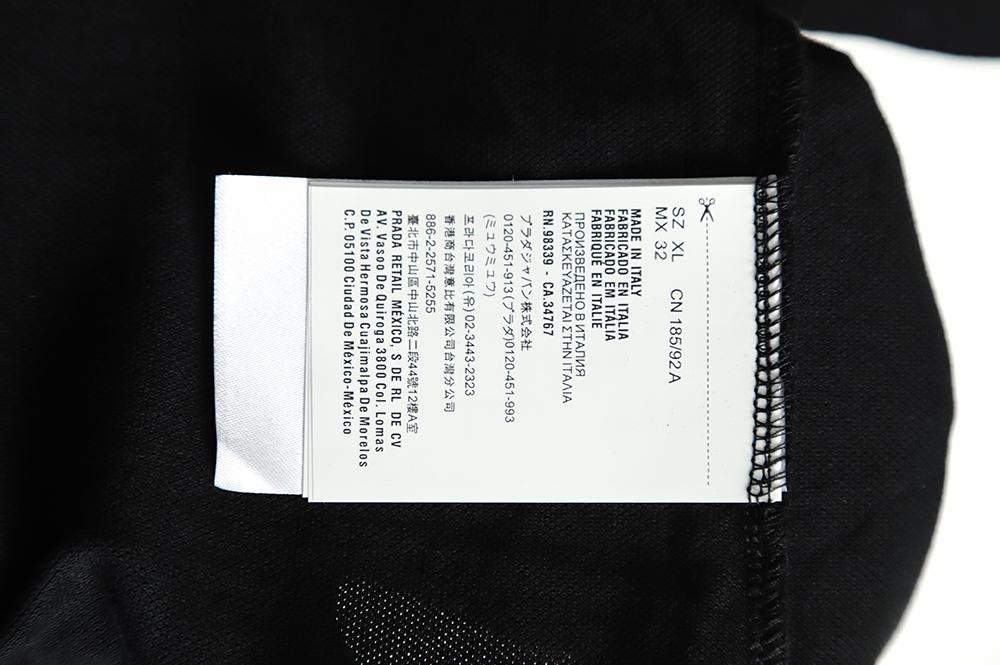 SZ XL CN 185/92A
MX 32
MADE IN ITALY
FABRICADO EN ITALIA
FABRICADO EM ITÁLIA
FABRIQUÉ EN ITALIE
ПРОИЗВЕДЕНО В ИТАЛИЯ
ΚΑΤΑΣΚΕΥΑΖΕΤΑΙ ΣΤΗΝ ΙΤΑΛΙΑ
RN.98339 - CA.34767
プラダジャパン株式会社
0120-451-913 (プラダ)0120-451-993
(ミュウミュウ)
프라다코리아 (유) 02-3443-2323
香港商台灣意比有限公司台灣分公司
886-2-2571-5255
臺北市中山區中山北路二段44號12樓A室
PRADA RETAIL MÉXICO, S DE RL DE CV
AV. Vasoo De Quiroga 3800 Col. Lomas
De Vista Hermosa Cuajimalpa De Morelos
C.P. 05100 Ciudad De México-México